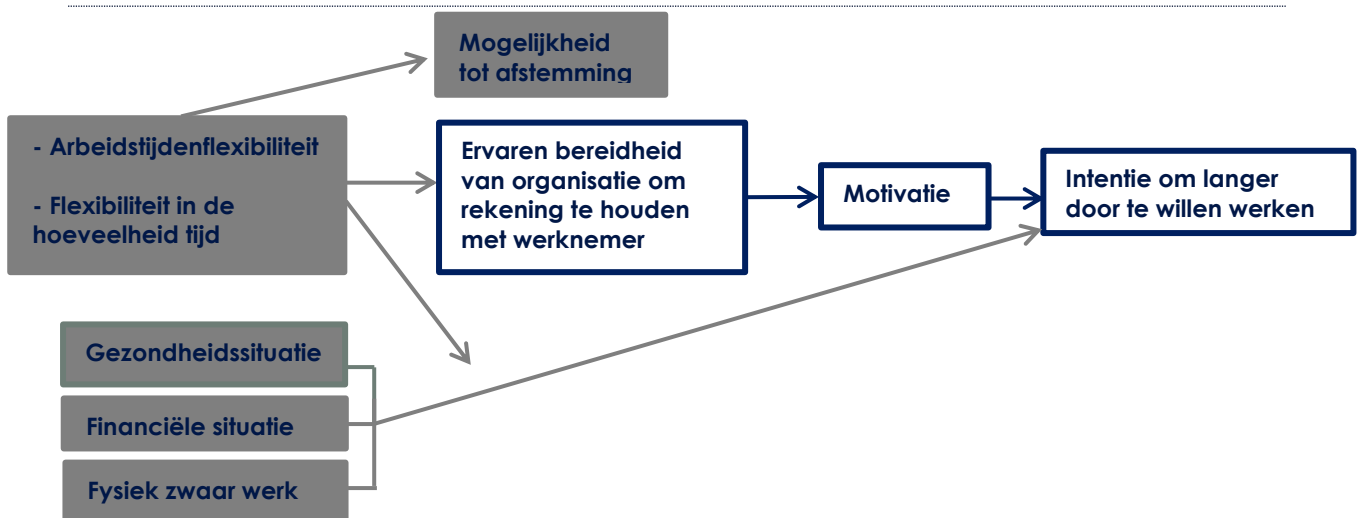 Mogelijkheid
tot afstemming
- Arbeidstijdenflexibiliteit
- Flexibiliteit in de
hoeveelheid tijd
Ervaren bereidheid
van organisatie om
rekening te houden
met werknemer
Motivatie
Intentie om langer
door te willen werken
Gezondheidssituatie
Financiële situatie
Fysiek zwaar werk